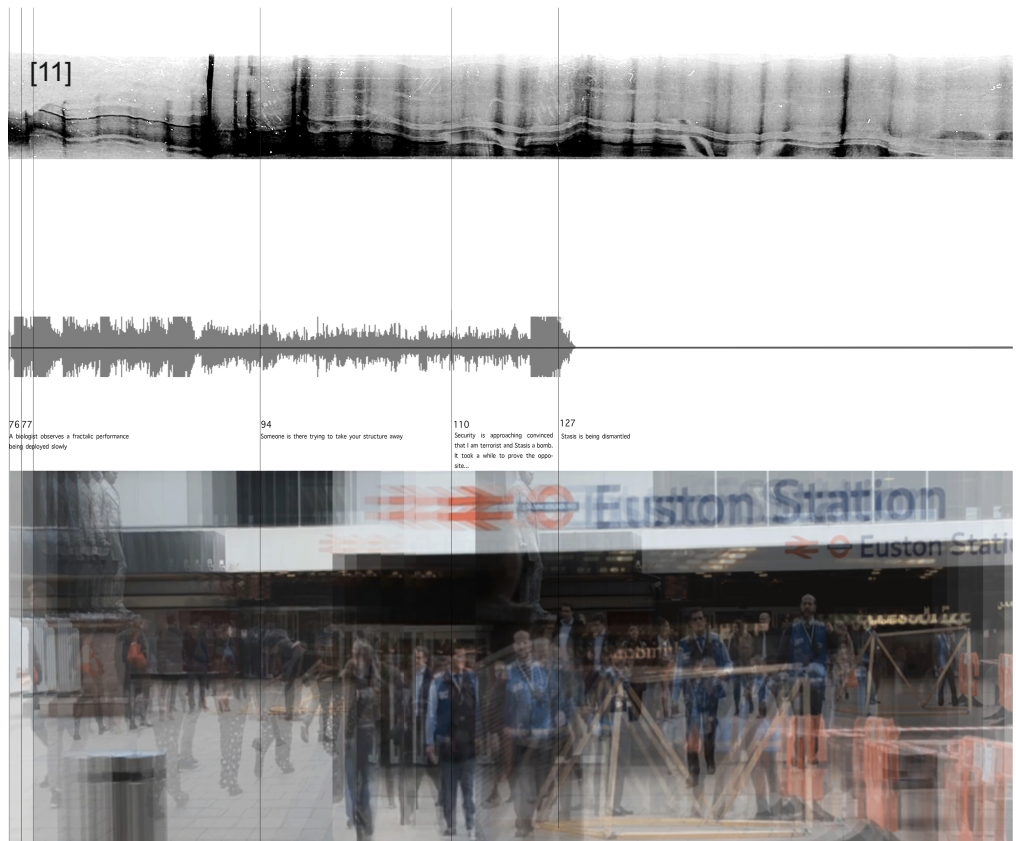 [11]
76 77
A biologist observes a fractalic performance
being deployed slowly
94
Someone is there trying to take your structure away
110
Security is approaching convinced
that I am terrorist and Stasis a bomb.
It took a while to prove the oppo-
site...
127
Stasis is being dismantled
Euston Station
Euston Stati